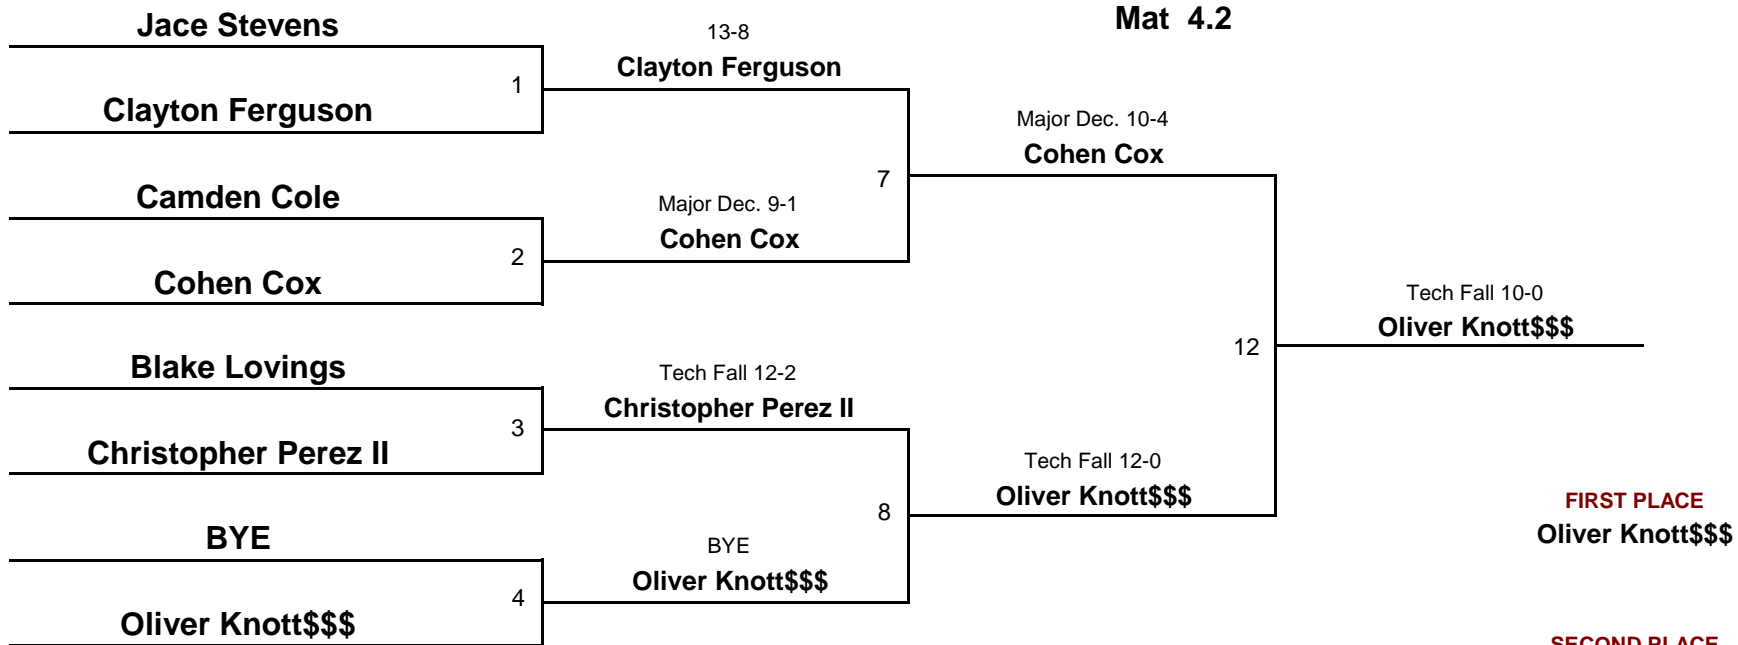 Jace Stevens
13-8
Mat 4.2
Clayton Ferguson
1
Clayton Ferguson
Major Dec. 10-4
Cohen Cox
7
Camden Cole
Major Dec. 9-1
Cohen Cox
2
Cohen Cox
Tech Fall 10-0
Oliver Knott$$$
12
Blake Lovings
Tech Fall 12-2
Christopher Perez II
3
Christopher Perez II
Tech Fall 12-0
Oliver Knott$$$
8
FIRST PLACE
Oliver Knott$$$
BYE
BYE
Oliver Knott$$$
4
Oliver Knott$$$
SECOND PLACE